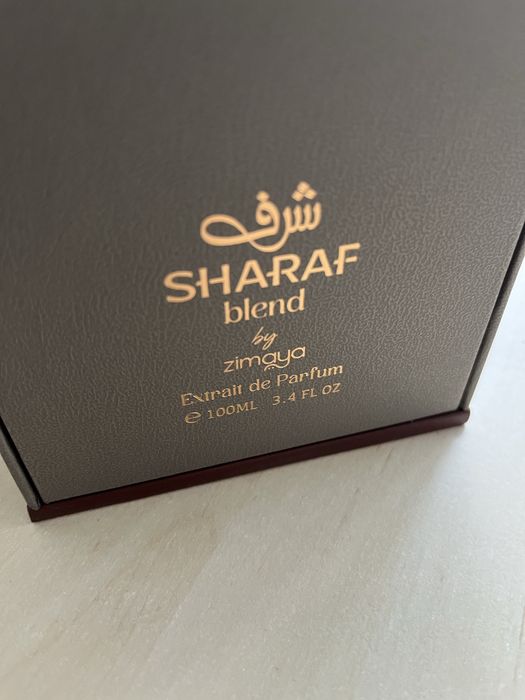 شرف
SHARAF
blend
by
zimaya
Extrait de Parfum
℮ 100ML 3.4 FL OZ